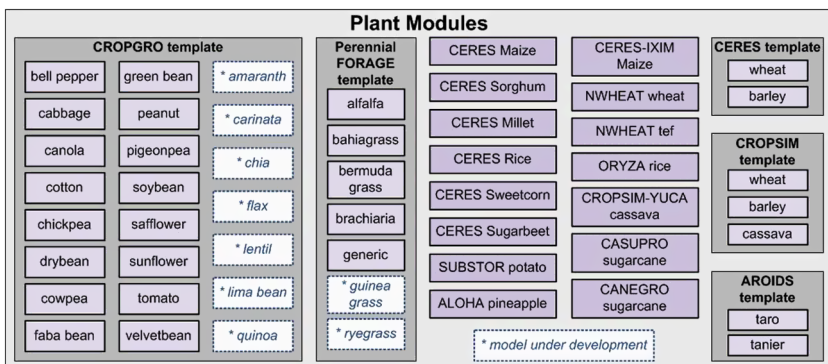 Plant Modules
CROPGRO template
bell pepper
cabbage
canola
cotton
chickpea
drybean
cowpea
faba bean
green bean
peanut
pigeonpea
soybean
safflower
sunflower
tomato
velvetbean
* amaranth
* carinata
* chia
* flax
* lentil
* lima bean
* quinoa
Perennial
FORAGE
template
alfalfa
bahiagrass
bermuda
grass
brachiaria
generic
* guinea
grass
* ryegrass
CERES Maize
CERES Sorghum
CERES Millet
CERES Rice
CERES Sweetcorn
CERES Sugarbeet
SUBSTOR potato
ALOHA pineapple
CERES-IXIM
Maize
NWHEAT wheat
NWHEAT tef
ORYZA rice
CROPSIM-YUCA
cassava
CASUPRO
sugarcane
CANEGRO
sugarcane
* model under development
CERES template
wheat
barley
CROPSIM
template
wheat
barley
cassava
AROIDS
template
taro
tanier